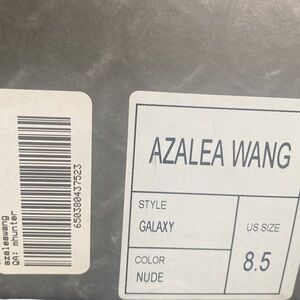 AZALEA WANG
STYLE
GALAXY
US SIZE
8.5
COLOR
NUDE
650380437523
azaleawang
QA: mhunter